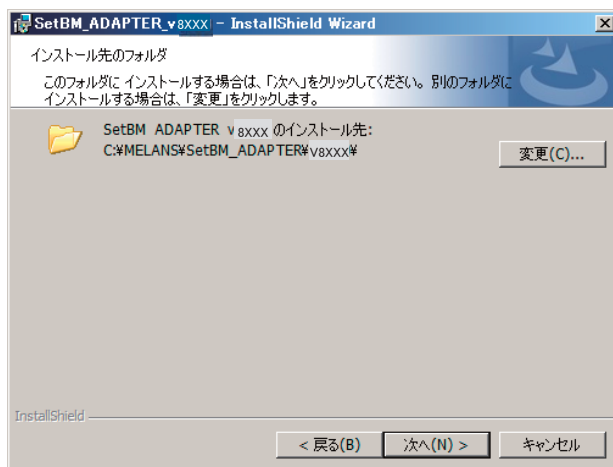 SetBM_ADAPTER_v8XXX - InstallShield Wizard
インストール先のフォルダ
このフォルダに インストールする場合は、「次へ」をクリックしてください。別のフォルダに
インストールする場合は、「変更」をクリックします。
SetBM ADAPTER v8XXX のインストール先:
C:¥MELANS¥SetBM_ADAPTER¥V8XXX¥
変更(C)...
InstallShield
< 戻る(B)
次へ(N) >
キャンセル